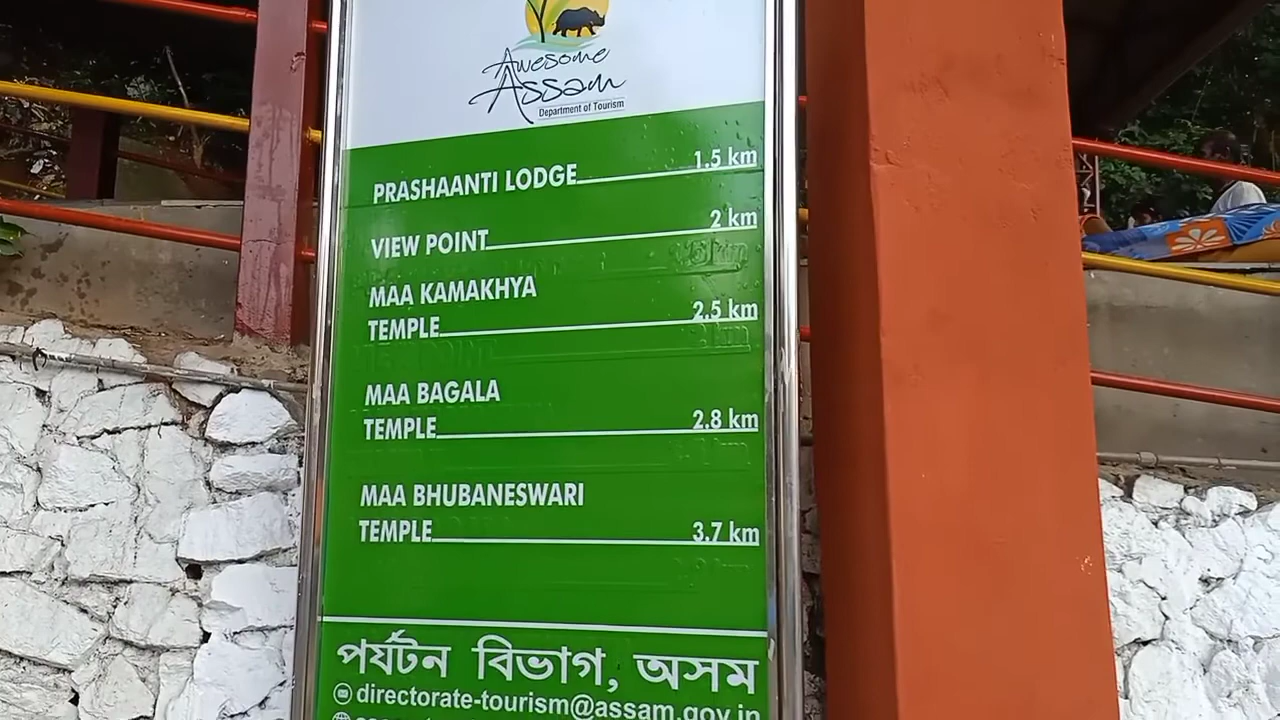 Awesome
Assam
Department of Tourism
PRASHAANTI LODGE 1.5 km
VIEW POINT 2 km
MAA KAMAKHYA
TEMPLE 2.5 km
MAA BAGALA
TEMPLE 2.8 km
MAA BHUBANESWARI
TEMPLE 3.7 km
পৰ্যটন বিভাগ, অসম
directorate-tourism@assam.gov.in